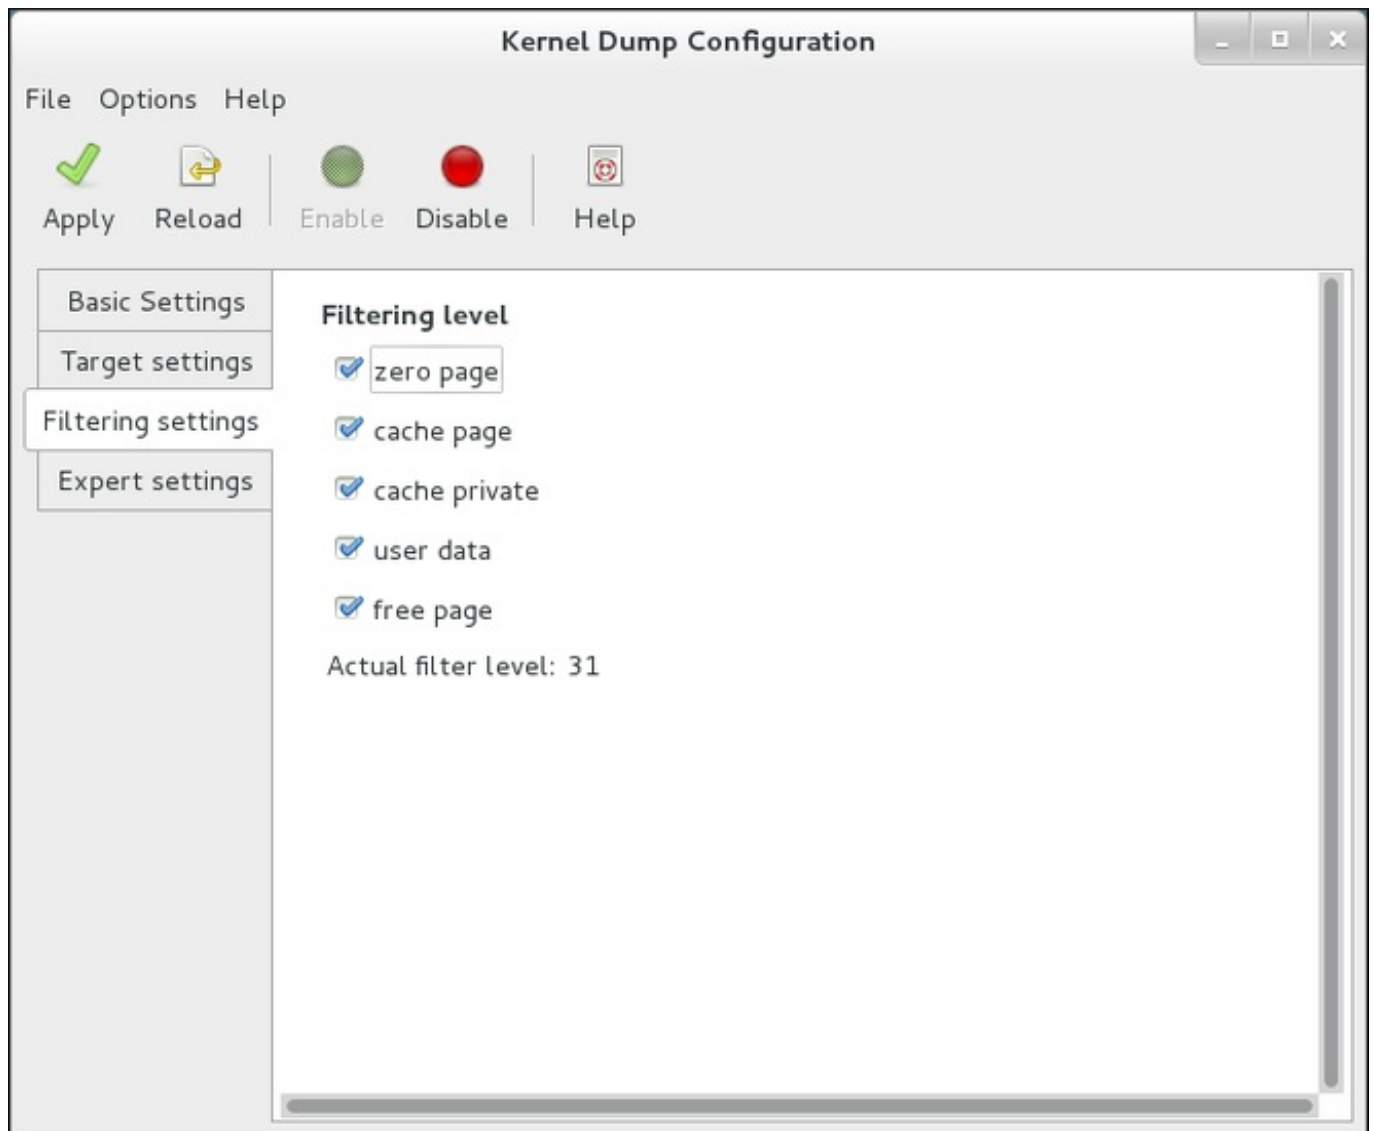 Kernel Dump Configuration
File Options Help
Apply Reload Enable Disable Help
Basic Settings
Target settings
Filtering settings
Expert settings
Filtering level
zero page
cache page
cache private
user data
free page
Actual filter level: 31